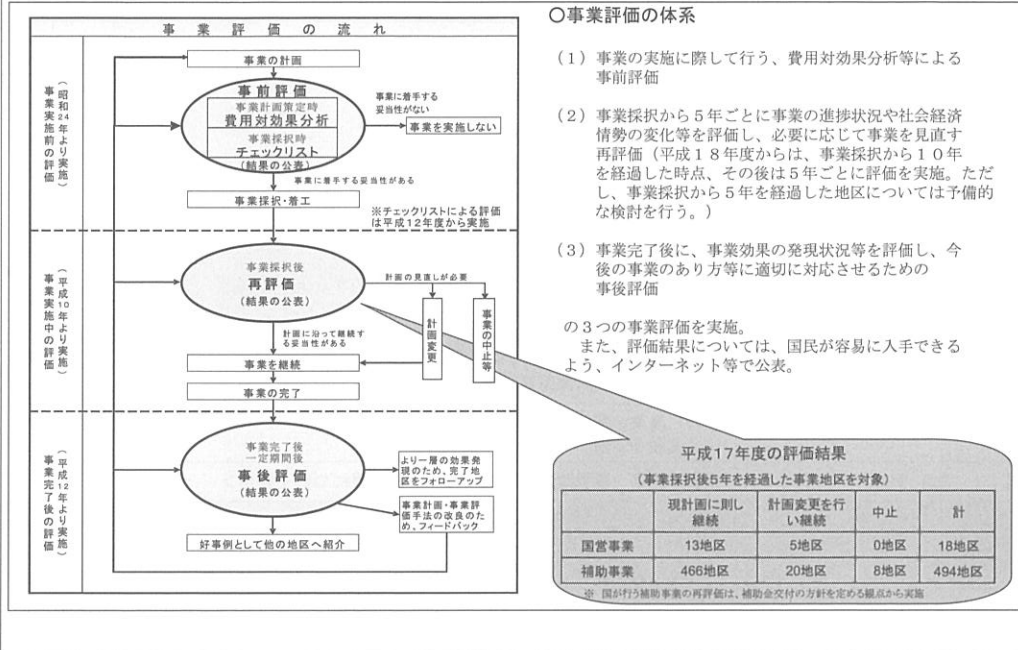 事業評価の流れ
（昭和24年より実施）
事業実施前の評価
事業の計画
事前評価
事業計画策定時
費用対効果分析
事業採択時
チェックリスト
（結果の公表）
事業に着手する
妥当性がない
事業を実施しない
事業に着手する妥当性がある
事業採択・着工
※チェックリストによる評価
は平成12年度から実施
（平成10年より実施）
事業実施中の評価
事業採択後
再評価
（結果の公表）
計画の見直しが必要
計画変更
事業の中止等
計画に沿って継続す
る妥当性がある
事業を継続
事業の完了
（平成12年より実施）
事業完了後の評価
事業完了後
一定期間後
事後評価
（結果の公表）
より一層の効果発
現のため、完了地
区をフォローアップ
事業計画・事業評
価手法の改良のた
め、フィードバック
好事例として他の地区へ紹介
○事業評価の体系
（1）事業の実施に際して行う、費用対効果分析等による
事前評価
（2）事業採択から5年ごとに事業の進捗状況や社会経済
情勢の変化等を評価し、必要に応じて事業を見直す
再評価（平成18年度からは、事業採択から10年
を経過した時点、その後は5年ごとに評価を実施。ただ
し、事業採択から5年を経過した地区については予備的
な検討を行う。）
（3）事業完了後に、事業効果の発現状況等を評価し、今
後の事業のあり方等に適切に対応させるための
事後評価
の3つの事業評価を実施。
また、評価結果については、国民が容易に入手できる
よう、インターネット等で公表。
平成17年度の評価結果
（事業採択後5年を経過した事業地区を対象）
現計画に則し継続 計画変更を行い継続 中止 計
国営事業 13地区 5地区 0地区 18地区
補助事業 466地区 20地区 8地区 494地区
※ 国が行う補助事業の再評価は、補助金交付の方針を定める観点から実施